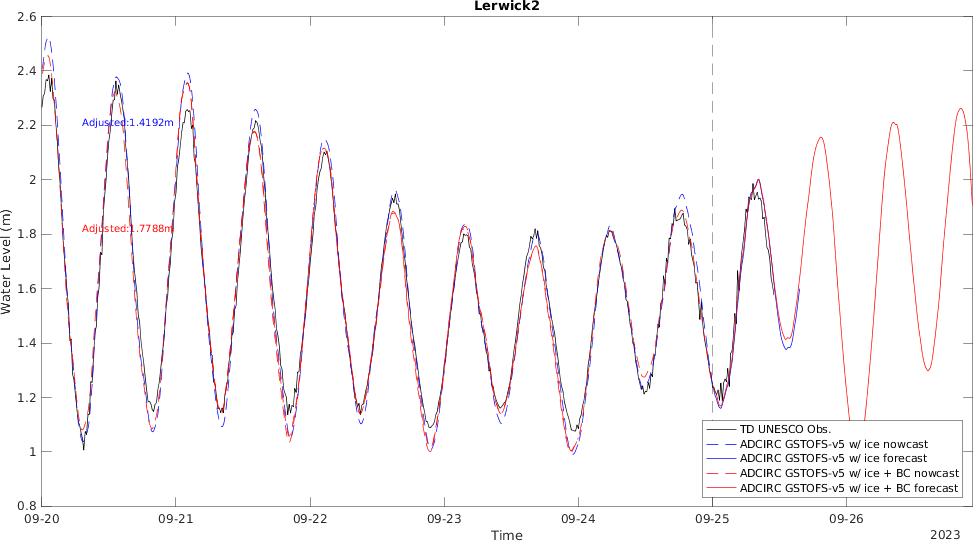 Lerwick2
2.6
2.4
2.2
2
1.8
1.6
1.4
1.2
1
0.8
Water Level (m)
Adjusted:1.4192m
Adjusted:1.7788m
TD UNESCO Obs.
ADCIRC GSTOFS-v5 w/ ice nowcast
ADCIRC GSTOFS-v5 w/ ice forecast
ADCIRC GSTOFS-v5 w/ ice + BC nowcast
ADCIRC GSTOFS-v5 w/ ice + BC forecast
09-20 09-21 09-22 09-23 09-24 09-25 09-26
Time
2023